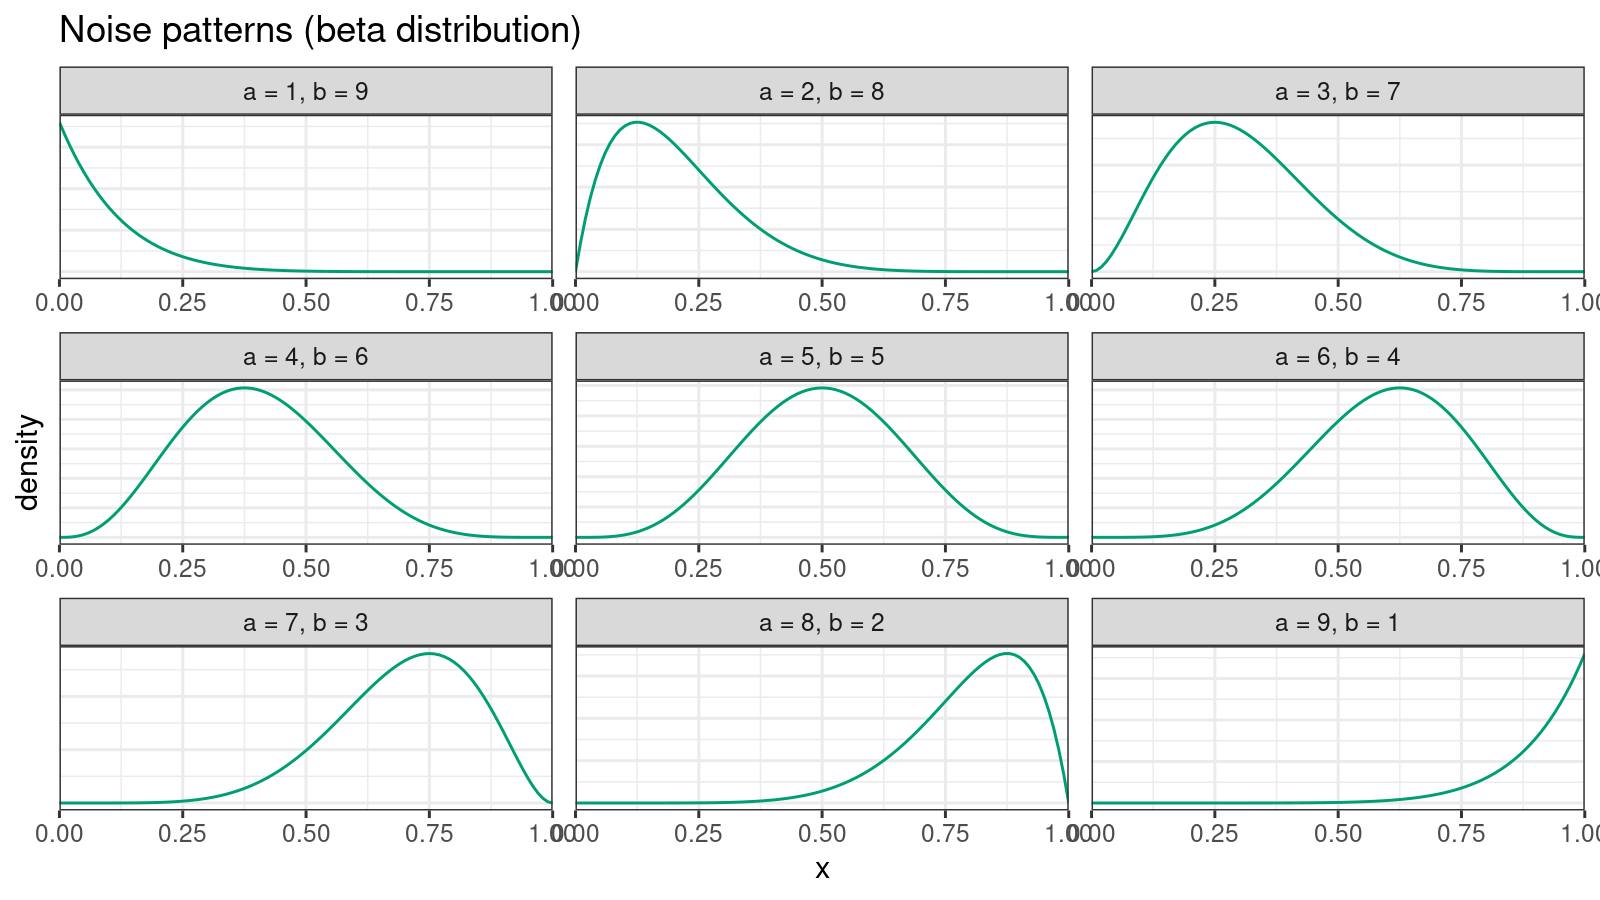 Noise patterns (beta distribution)
a = 1, b = 9
a = 2, b = 8
a = 3, b = 7
0.00 0.25 0.50 0.75 1.00
0.00 0.25 0.50 0.75 1.00
0.00 0.25 0.50 0.75 1.00
a = 4, b = 6
a = 5, b = 5
a = 6, b = 4
density
0.00 0.25 0.50 0.75 1.00
0.00 0.25 0.50 0.75 1.00
0.00 0.25 0.50 0.75 1.00
a = 7, b = 3
a = 8, b = 2
a = 9, b = 1
0.00 0.25 0.50 0.75 1.00
0.00 0.25 0.50 0.75 1.00
0.00 0.25 0.50 0.75 1.00
x